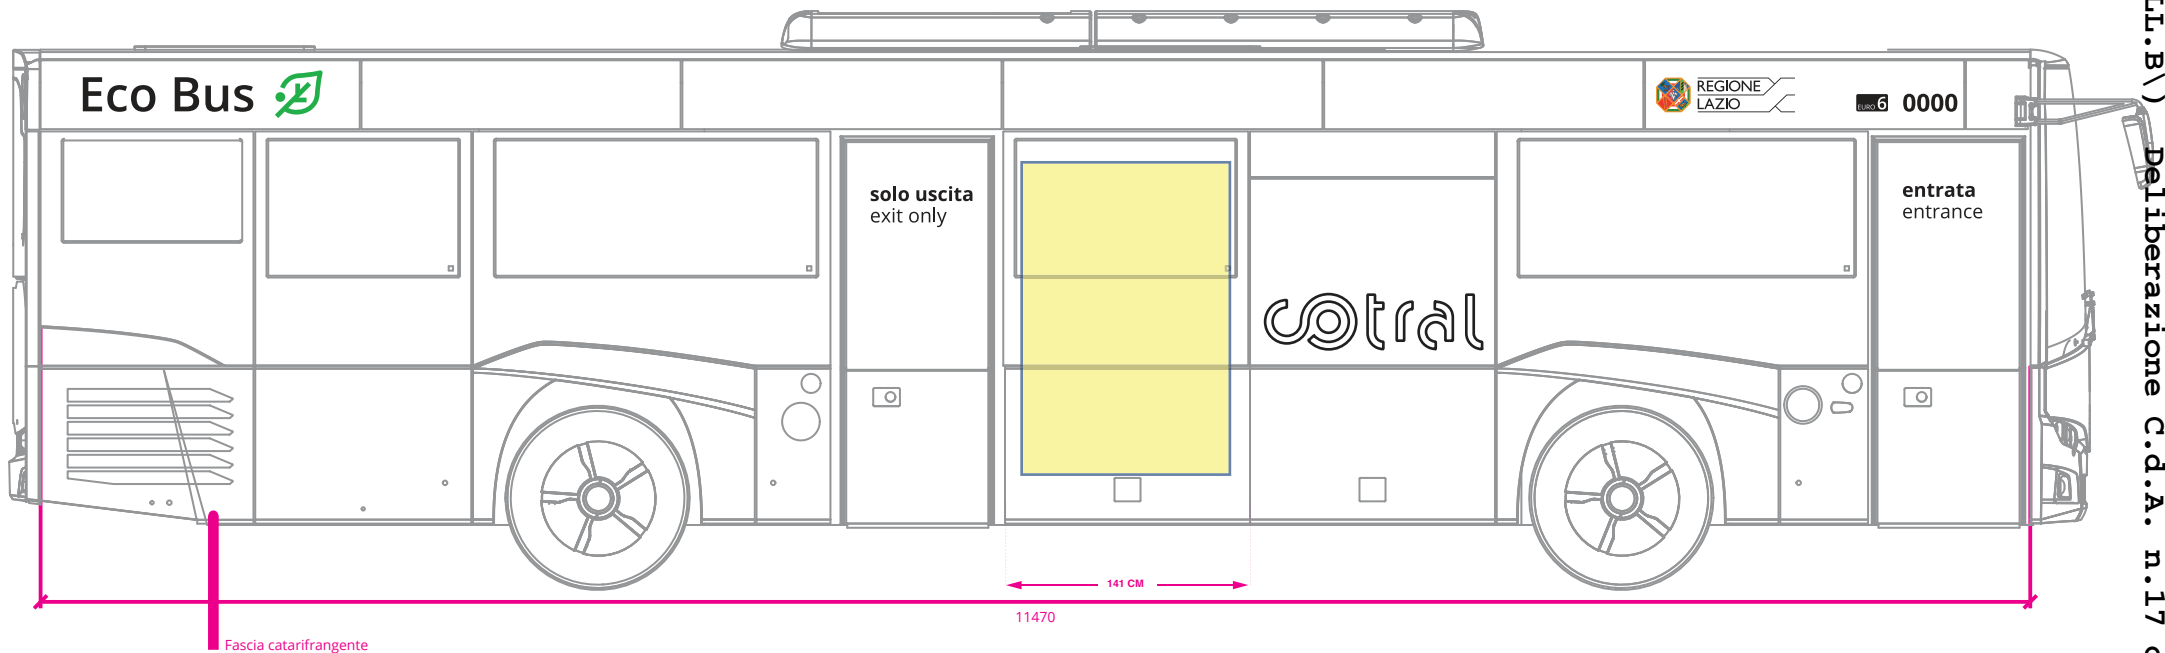 Eco Bus
REGIONE
LAZIO
EURO 6
0000
solo uscita
exit only
entrata
entrance
cotral
141 CM
11470
Fascia catarifrangente
LL.B\) Deliberazione C.d.A. n.17